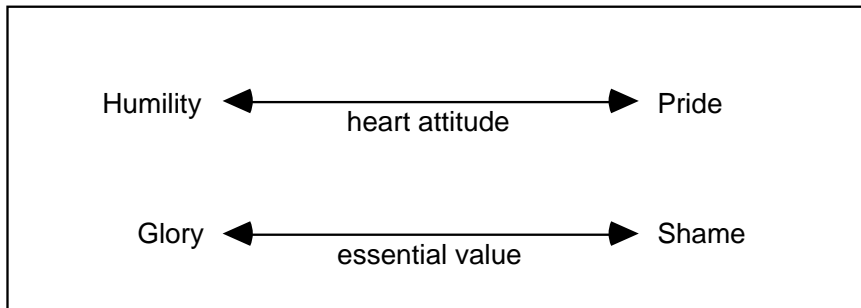 Humility Pride
heart attitude
Glory Shame
essential value